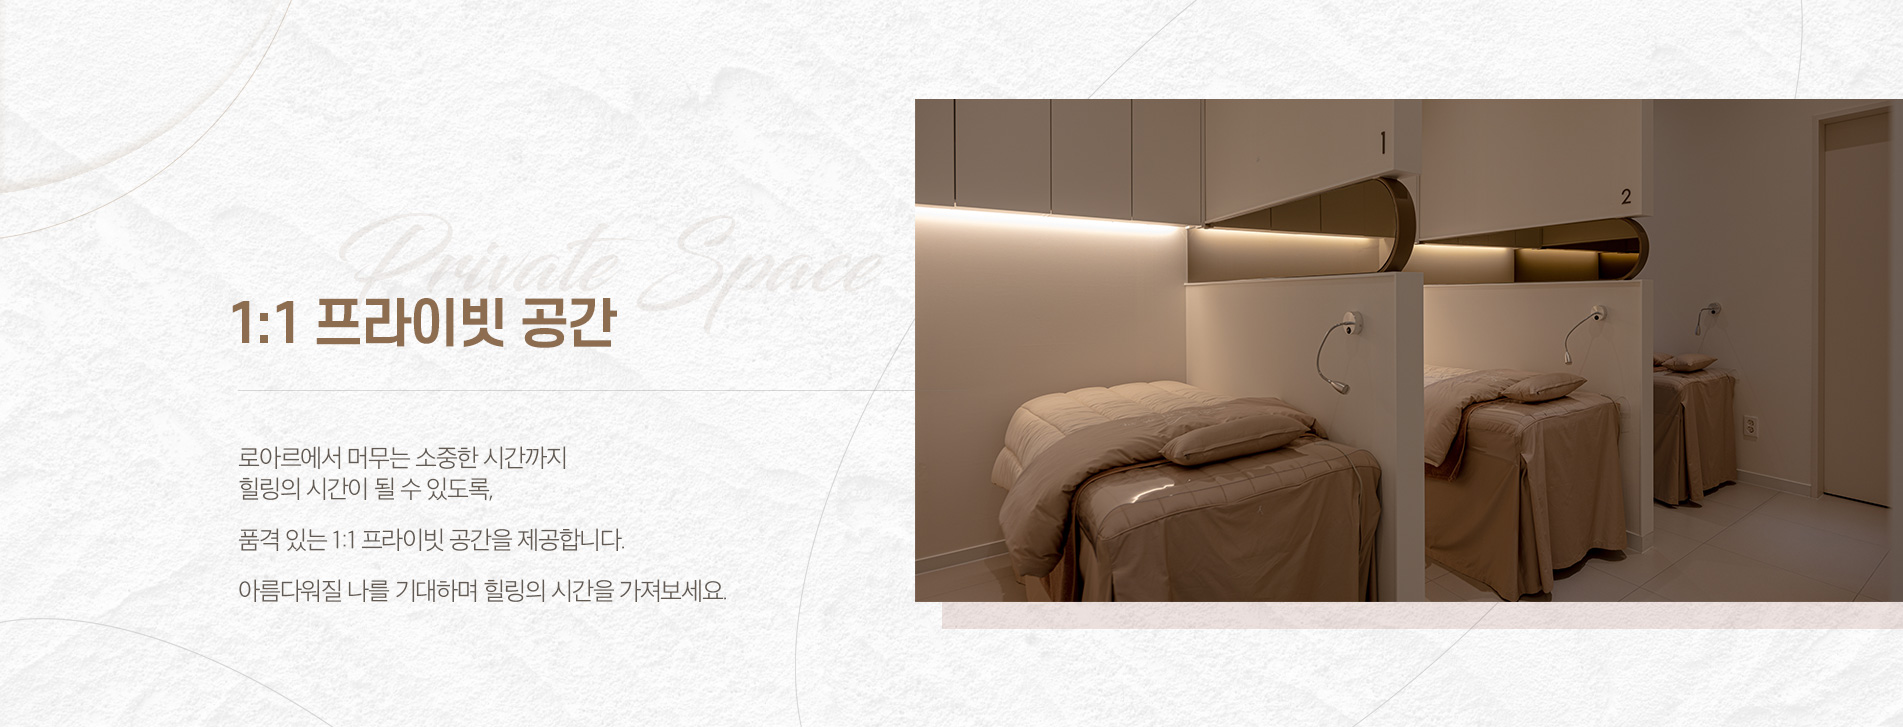 Private Space
1:1 프라이빗 공간
로아르에서 머무는 소중한 시간까지
힐링의 시간이 될 수 있도록,
품격 있는 1:1 프라이빗 공간을 제공합니다.
아름다워질 나를 기대하며 힐링의 시간을 가져보세요.
1
2